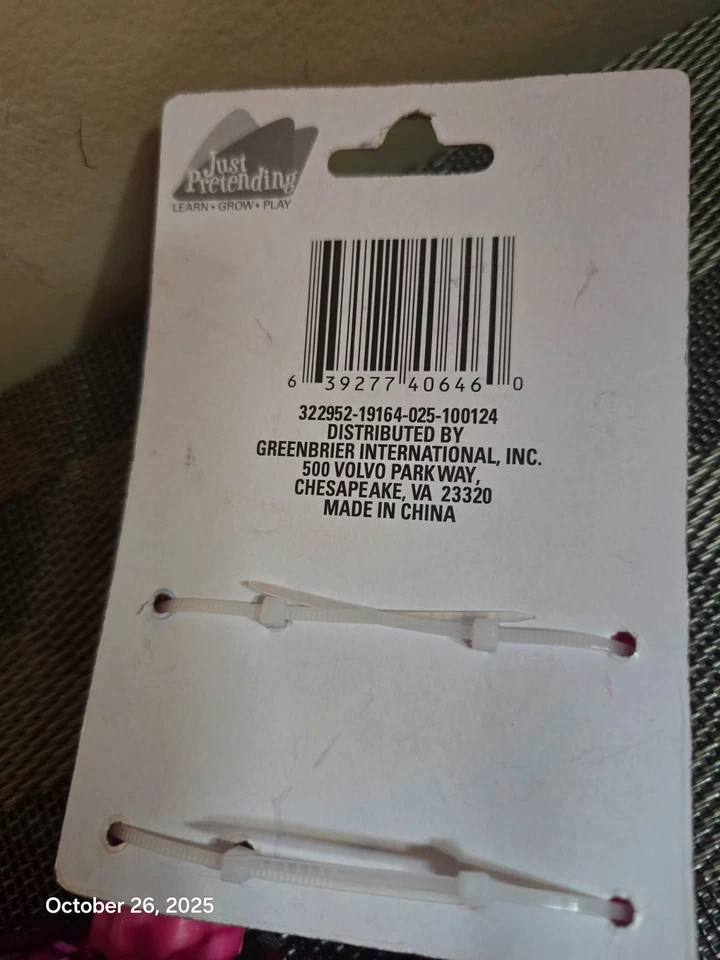 Just
Pretending
LEARN • GROW • PLAY
6 39277 40646 0
322952-19164-025-100124
DISTRIBUTED BY
GREENBRIER INTERNATIONAL, INC.
500 VOLVO PARKWAY,
CHESAPEAKE, VA 23320
MADE IN CHINA
October 26, 2025